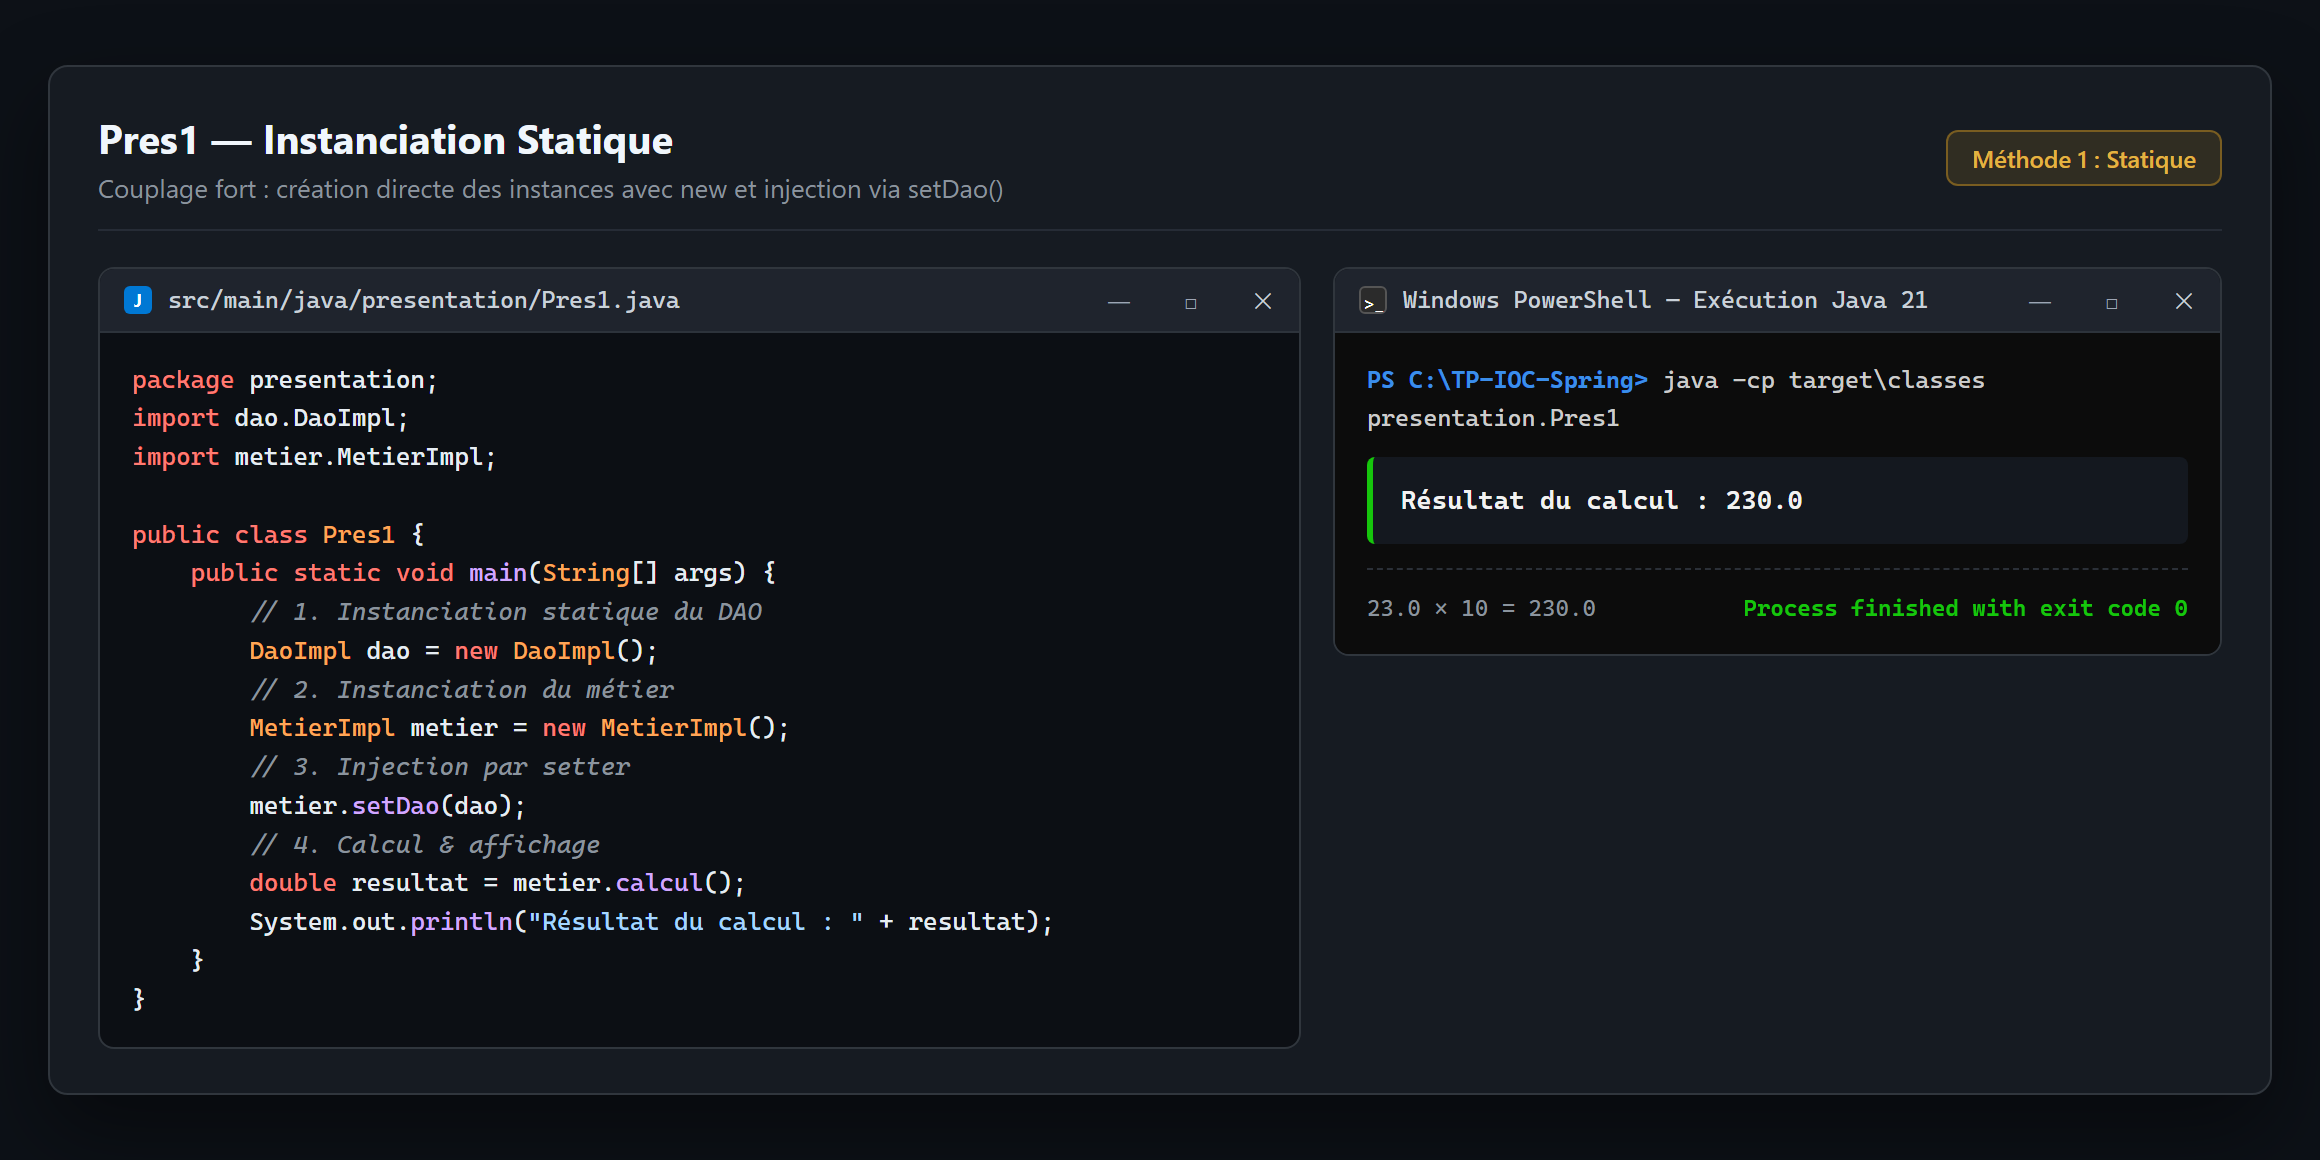 Pres1 — Instanciation Statique
Couplage fort : création directe des instances avec new et injection via setDao()
Méthode 1 : Statique
J src/main/java/presentation/Pres1.java
package presentation;
import dao.DaoImpl;
import metier.MetierImpl;
public class Pres1 {
    public static void main(String[] args) {
        // 1. Instanciation statique du DAO
        DaoImpl dao = new DaoImpl();
        // 2. Instanciation du métier
        MetierImpl metier = new MetierImpl();
        // 3. Injection par setter
        metier.setDao(dao);
        // 4. Calcul & affichage
        double resultat = metier.calcul();
        System.out.println("Résultat du calcul : " + resultat);
    }
}
>_ Windows PowerShell — Exécution Java 21
PS C:\TP-IOC-Spring> java -cp target\classes
presentation.Pres1
Résultat du calcul : 230.0
23.0 × 10 = 230.0 Process finished with exit code 0